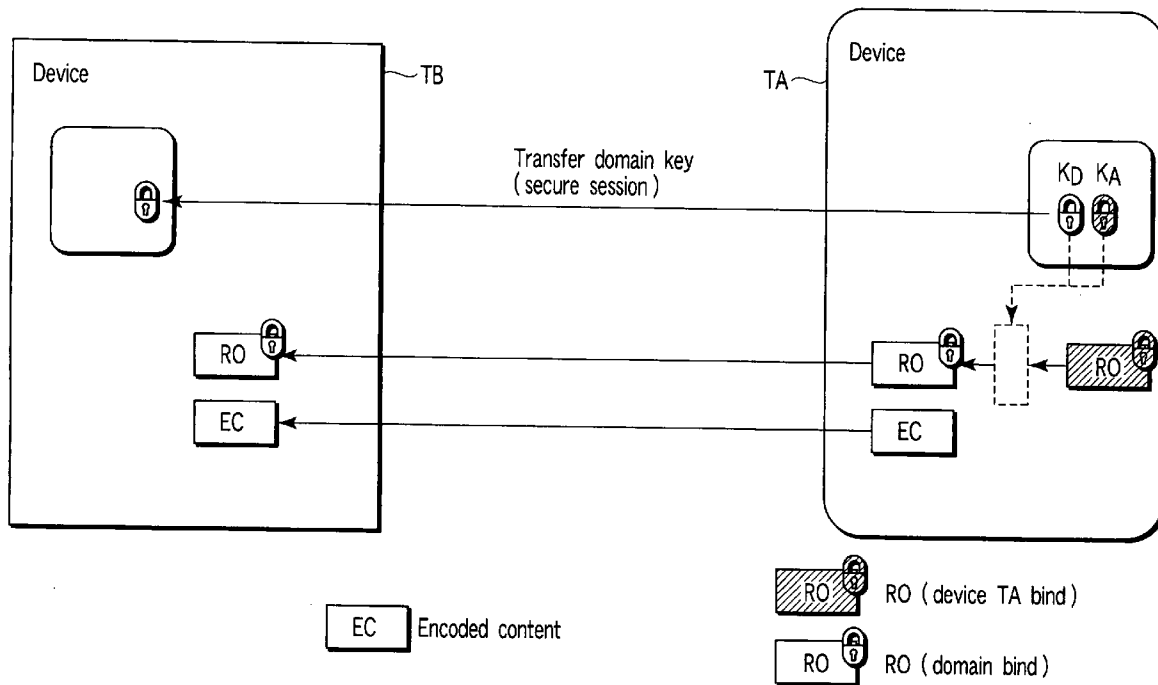 Device
TB
TA
Device
Transfer domain key
(secure session)
KD KA
RO
RO
RO
EC
EC
RO
RO (device TA bind)
EC
Encoded content
RO
RO (domain bind)